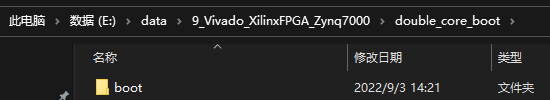 此电脑 > 数据 (E:) > data > 9_Vivado_XilinxFPGA_Zynq7000 > double_core_boot >
名称 修改日期 类型
boot 2022/9/3 14:21 文件夹